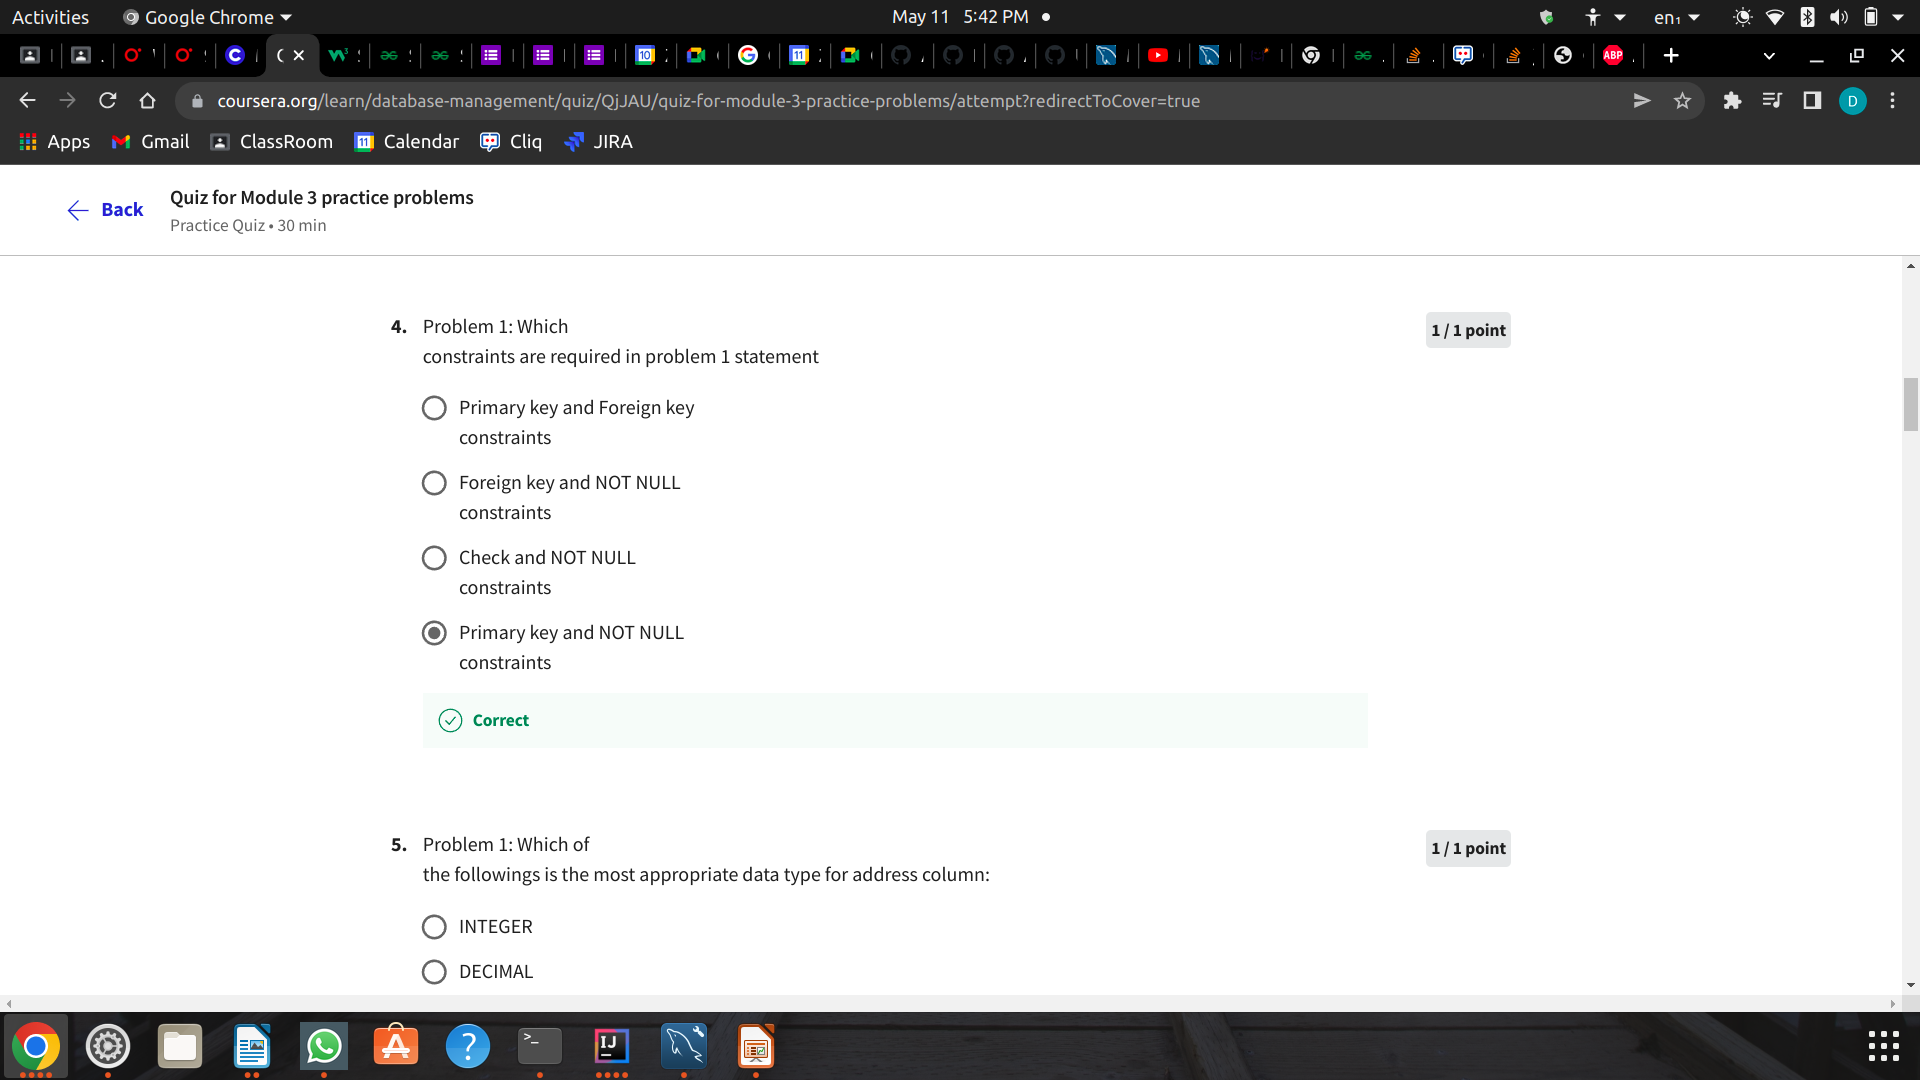 Activities
Google Chrome
May 11 5:42 PM
en₁
coursera.org/learn/database-management/quiz/QjJAU/quiz-for-module-3-practice-problems/attempt?redirectToCover=true
D
Apps
Gmail
ClassRoom
Calendar
Cliq
JIRA
Back
Quiz for Module 3 practice problems
Practice Quiz • 30 min
4. Problem 1: Which
constraints are required in problem 1 statement
1 / 1 point
Primary key and Foreign key
constraints
Foreign key and NOT NULL
constraints
Check and NOT NULL
constraints
Primary key and NOT NULL
constraints
Correct
5. Problem 1: Which of
the followings is the most appropriate data type for address column:
1 / 1 point
INTEGER
DECIMAL